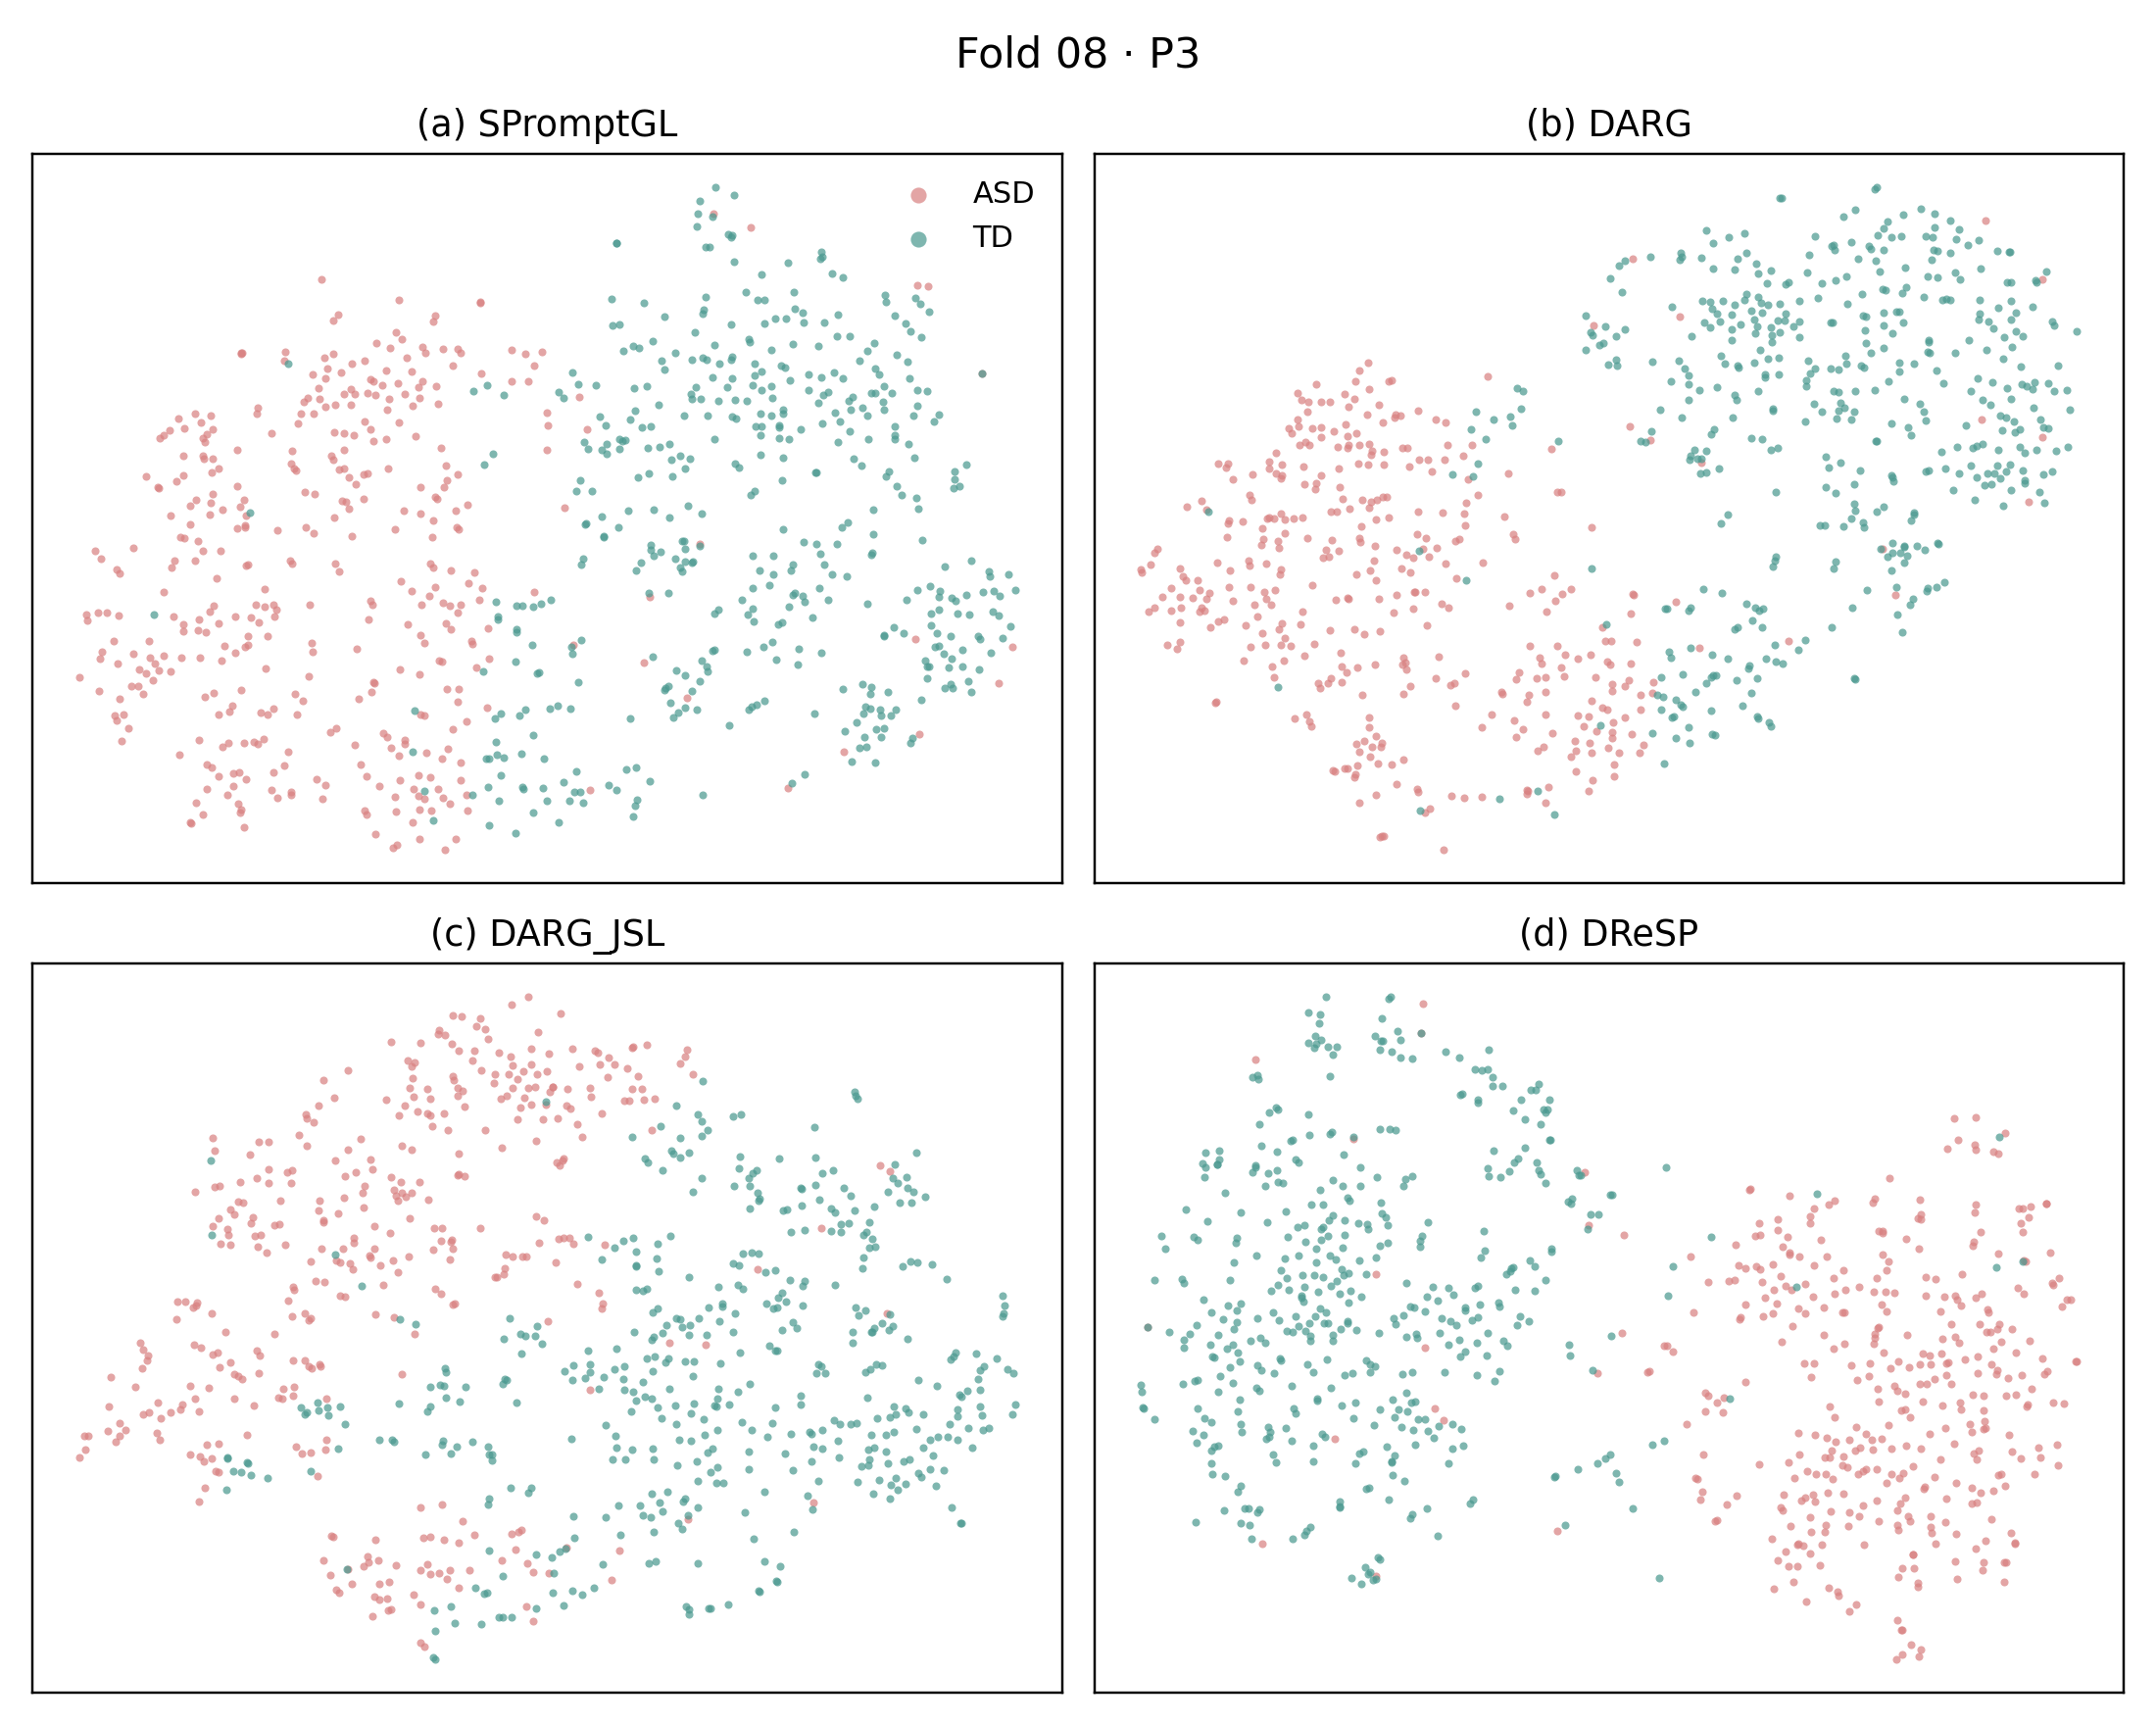 Fold 08 · P3
(a) SPromptGL
(b) DARG
ASD
TD
(c) DARG_JSL
(d) DReSP